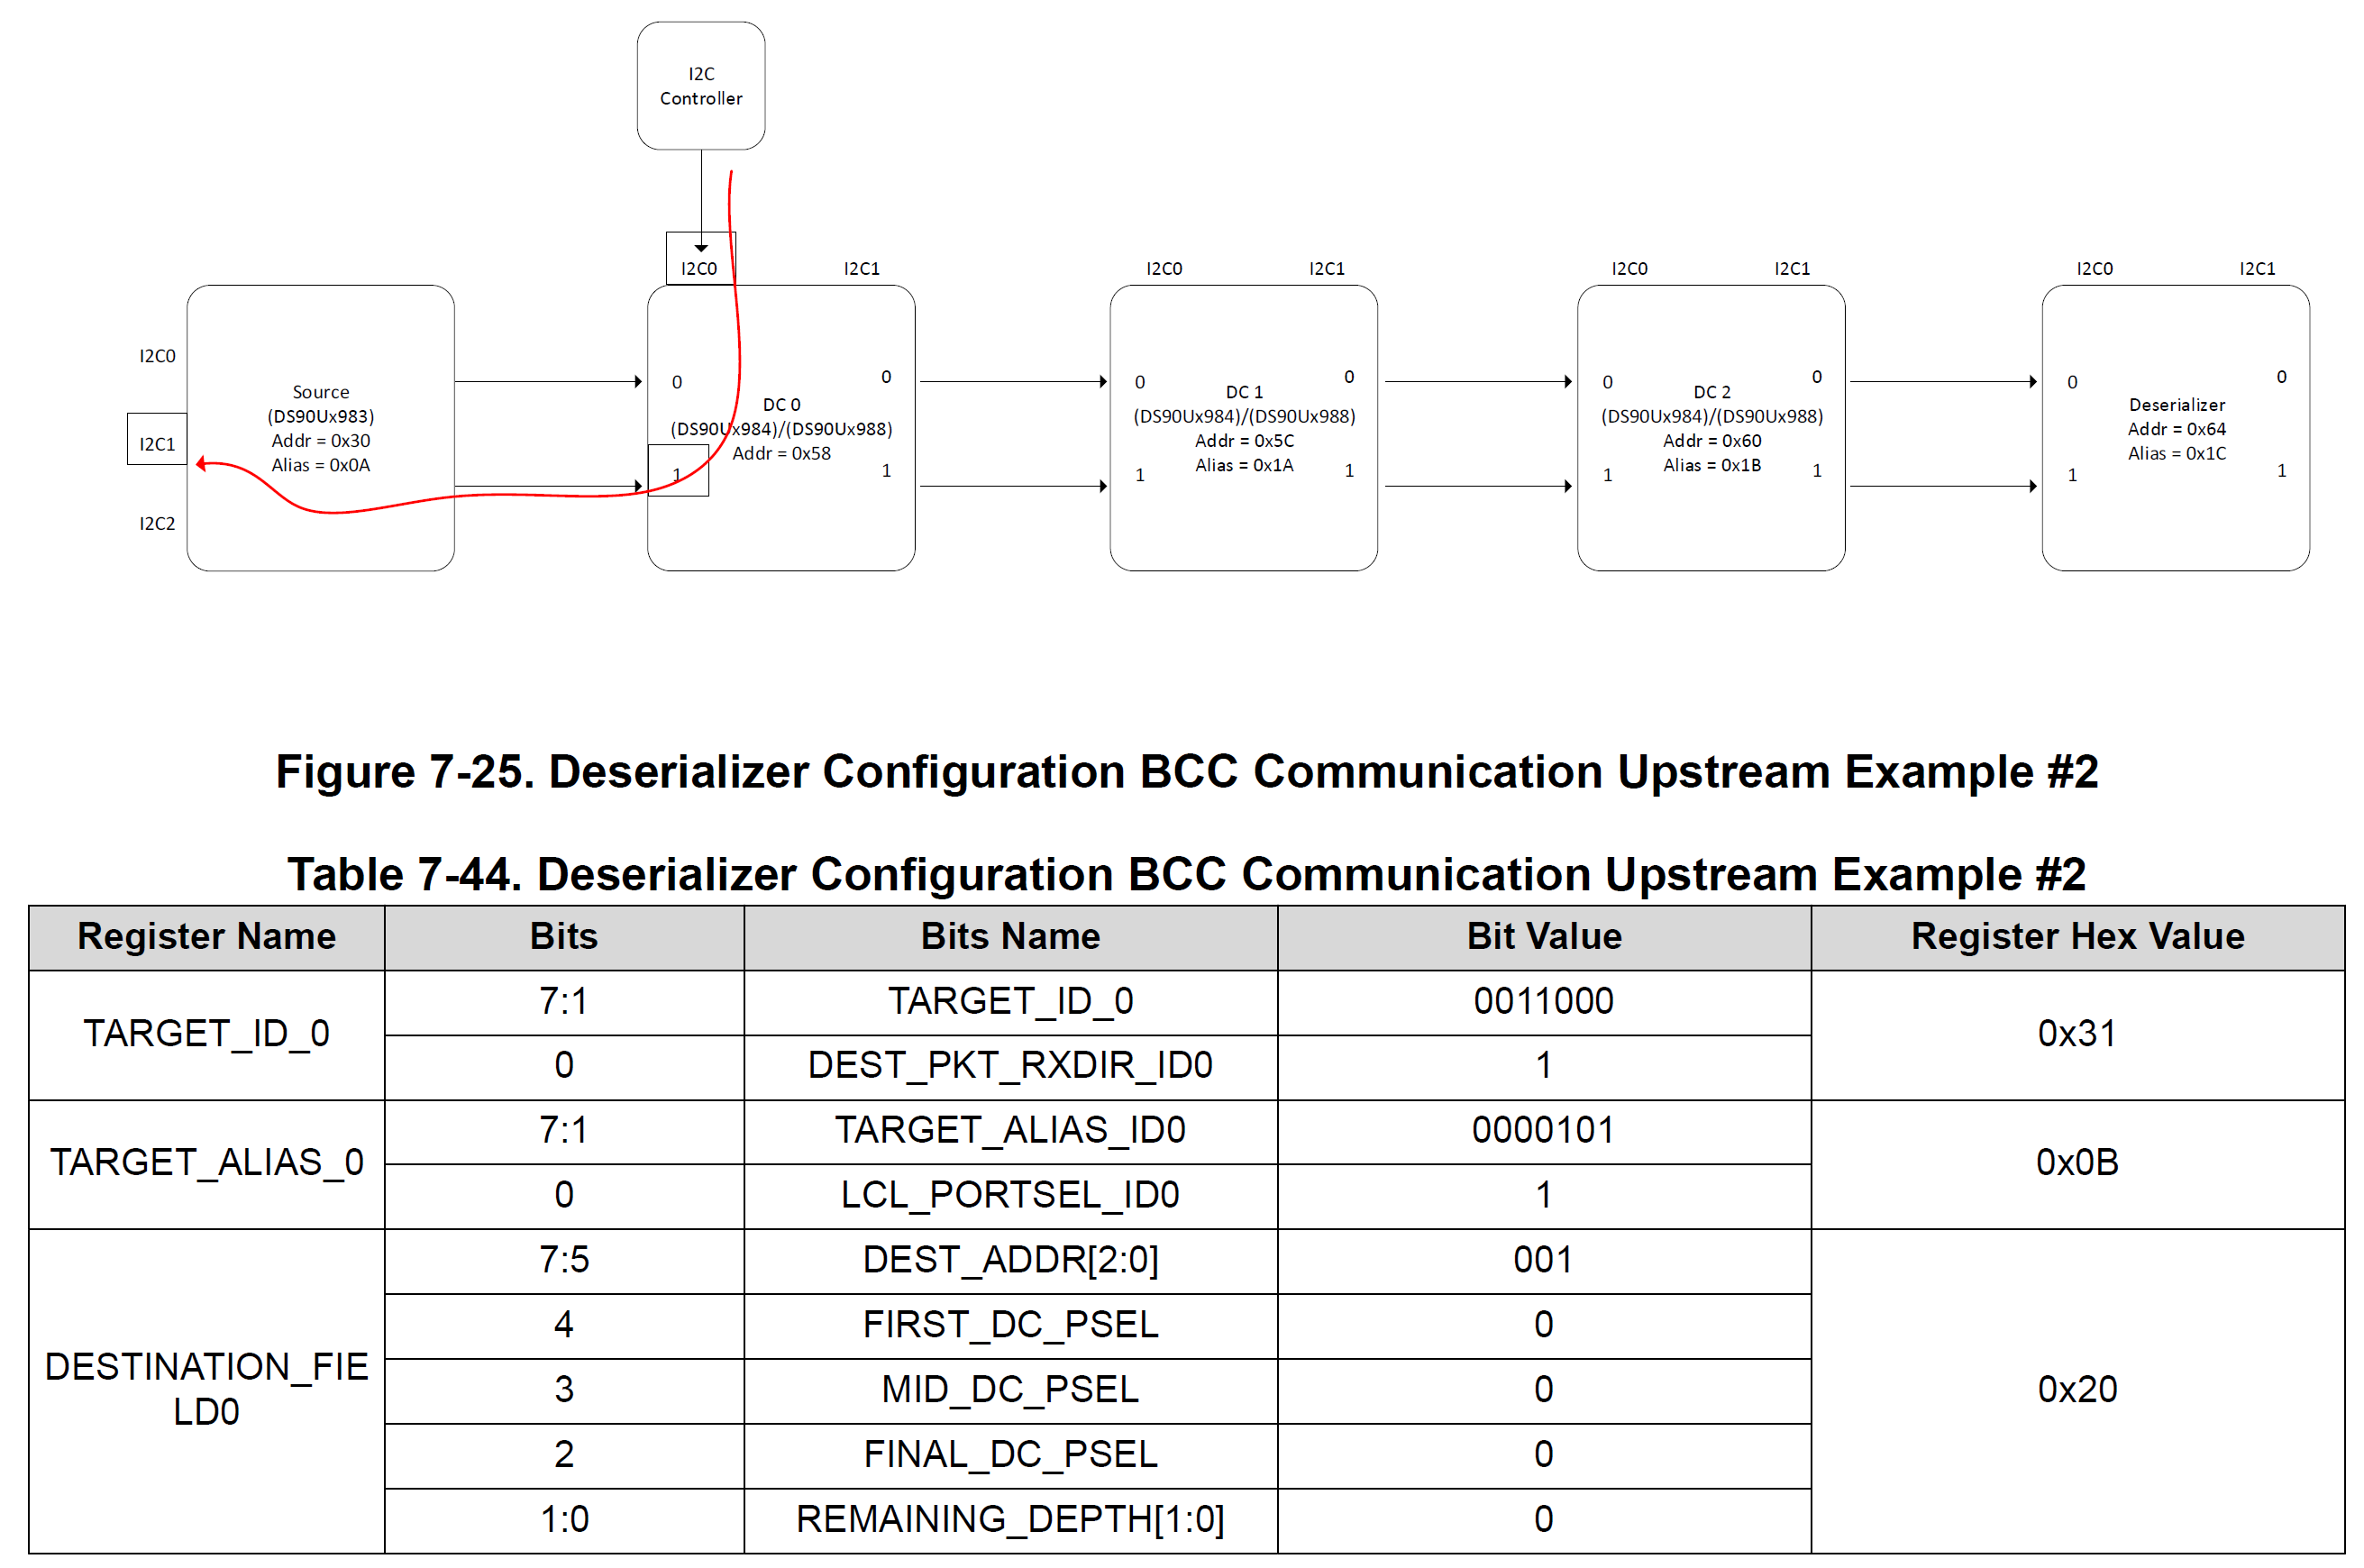 I2C
Controller
I2C0
I2C1
I2C0
I2C1
I2C0
I2C1
I2C0
I2C1
I2C0
I2C1
I2C2
Source
(DS90Ux983)
Addr = 0x30
Alias = 0x0A
0
1
DC 0
(DS90Ux984)/(DS90Ux988)
Addr = 0x58
0
1
0
1
DC 1
(DS90Ux984)/(DS90Ux988)
Addr = 0x5C
Alias = 0x1A
0
1
0
1
DC 2
(DS90Ux984)/(DS90Ux988)
Addr = 0x60
Alias = 0x1B
0
1
0
1
Deserializer
Addr = 0x64
Alias = 0x1C
0
1
Figure 7-25. Deserializer Configuration BCC Communication Upstream Example #2
Table 7-44. Deserializer Configuration BCC Communication Upstream Example #2
Register Name Bits Bits Name Bit Value Register Hex Value
TARGET_ID_0 7:1 TARGET_ID_0 0011000 0x31
0 DEST_PKT_RXDIR_ID0 1
TARGET_ALIAS_0 7:1 TARGET_ALIAS_ID0 0000101 0x0B
0 LCL_PORTSEL_ID0 1
DESTINATION_FIE
LD0
7:5 DEST_ADDR[2:0] 001 0x20
4 FIRST_DC_PSEL 0
3 MID_DC_PSEL 0
2 FINAL_DC_PSEL 0
1:0 REMAINING_DEPTH[1:0] 0